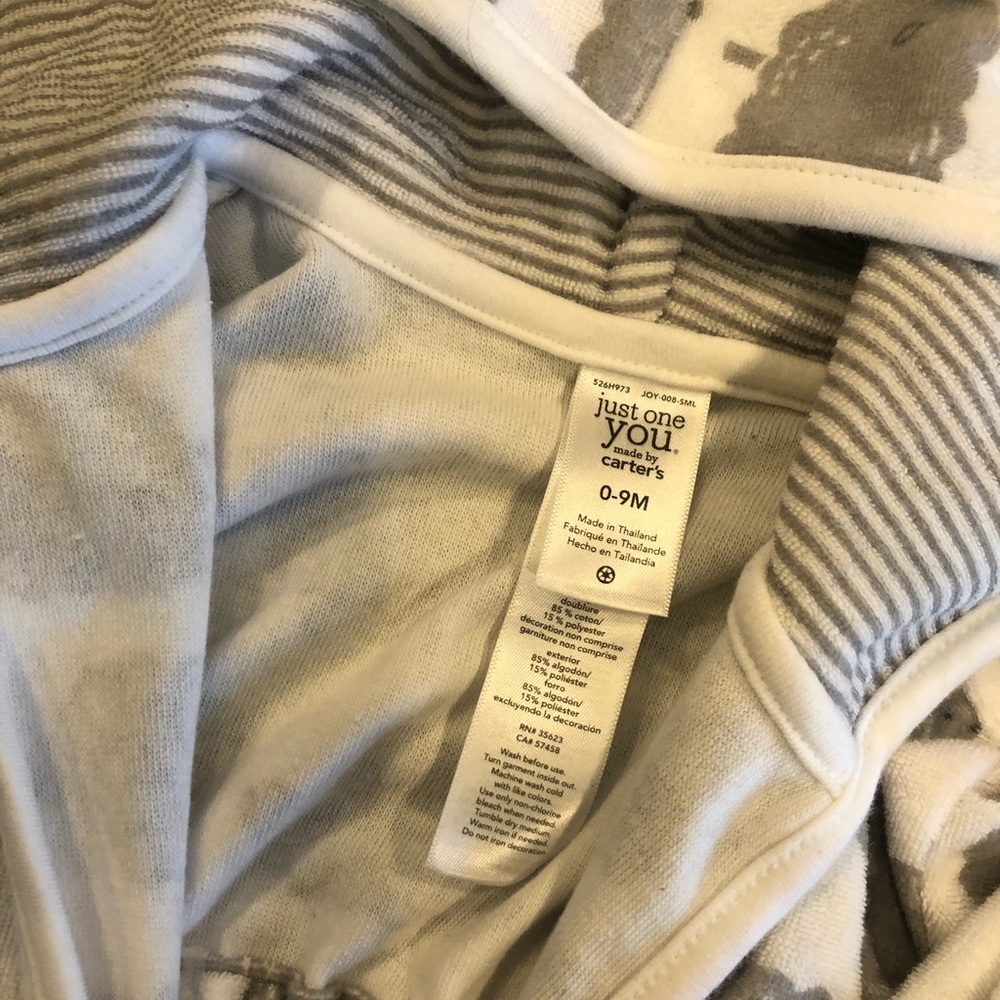 526H973 JOY-008-SML
just one
you®
made by
carter's
0-9M
Made in Thailand
Fabriqué en Thaïlande
Hecho en Tailandia
doublure
85 % coton/
15 % polyester
décoration non comprise
garniture non comprise
exterior
85% algodón/
15% poliéster
forro
85% algodón/
15% poliéster
excluyendo la decoración
RN# 35623
CA# 57458
Wash before use.
Turn garment inside out.
Machine wash cold
with like colors.
Use only non-chlorine
bleach when needed.
Tumble dry medium.
Warm iron if needed.
Do not iron decoration.